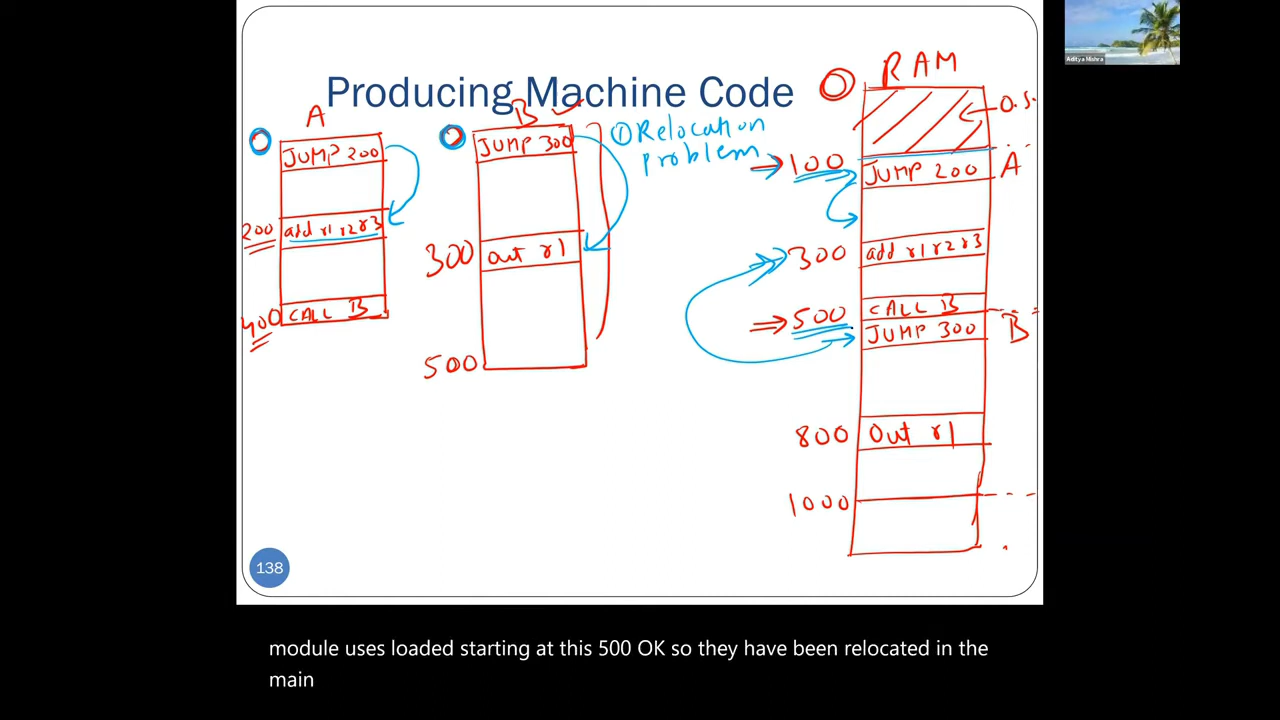 Aditya Mishra
Producing Machine Code
RAM
O.S.
A
JUMP 200
200
add r1 r2 r3
400
CALL B
B
JUMP 300
300
Out r1
500
① Relocation
problem
100
JUMP 200
A
300
add r1 r2 r3
500
CALL B
JUMP 300
B
800
Out r1
1000
138
module uses loaded starting at this 500 OK so they have been relocated in the
main